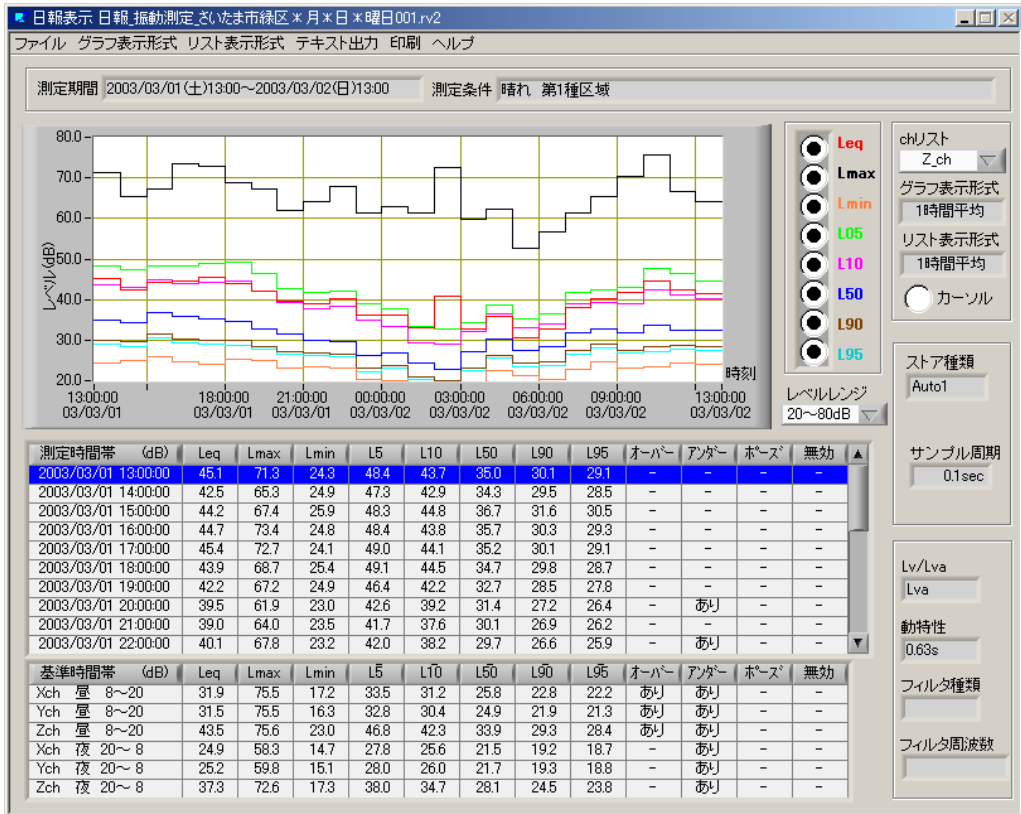 日報表示 日報_振動測定_さいたま市緑区＊月＊日＊曜日001.rv2
ファイル グラフ表示形式 リスト表示形式 テキスト出力 印刷 ヘルプ
測定期間 2003/03/01(土)13:00～2003/03/02(日)13:00 測定条件 晴れ 第1種区域
レベル(dB)
80.0
70.0
60.0
50.0
40.0
30.0
20.0
13:00:00 18:00:00 21:00:00 00:00:00 03:00:00 06:00:00 09:00:00 13:00:00
03/03/01 03/03/01 03/03/01 03/03/02 03/03/02 03/03/02 03/03/02 03/03/02
時刻
Leq
Lmax
Lmin
L05
L10
L50
L90
L95
レベルレンジ
20～80dB
chリスト
Z_ch
グラフ表示形式
1時間平均
リスト表示形式
1時間平均
カーソル
ストア種類
Auto1
サンプル周期
0.1sec
Lv/Lva
Lva
動特性
0.63s
フィルタ種類
フィルタ周波数
測定時間帯 (dB) Leq Lmax Lmin L5 L10 L50 L90 L95 オーバー アンダー ポーズ 無効
2003/03/01 13:00:00 45.1 71.3 24.3 48.4 43.7 35.0 30.1 29.1 - - - -
2003/03/01 14:00:00 42.5 65.3 24.9 47.3 42.9 34.3 29.5 28.5 - - - -
2003/03/01 15:00:00 44.2 67.4 25.9 48.3 44.8 36.7 31.6 30.5 - - - -
2003/03/01 16:00:00 44.7 73.4 24.8 48.4 43.8 35.7 30.3 29.3 - - - -
2003/03/01 17:00:00 45.4 72.7 24.1 49.0 44.1 35.2 30.1 29.1 - - - -
2003/03/01 18:00:00 43.9 68.7 25.4 49.1 44.5 34.7 29.8 28.7 - - - -
2003/03/01 19:00:00 42.2 67.2 24.9 46.4 42.2 32.7 28.5 27.8 - - - -
2003/03/01 20:00:00 39.5 61.9 23.0 42.6 39.2 31.4 27.2 26.4 - あり - -
2003/03/01 21:00:00 39.0 64.0 23.5 41.7 37.6 30.1 26.9 26.2 - - - -
2003/03/01 22:00:00 40.1 67.8 23.2 42.0 38.2 29.7 26.6 25.9 - あり - -
基準時間帯 (dB) Leq Lmax Lmin L5 L10 L50 L90 L95 オーバー アンダー ポーズ 無効
Xch 昼 8～20 31.9 75.5 17.2 33.5 31.2 25.8 22.8 22.2 あり あり - -
Ych 昼 8～20 31.5 75.5 16.3 32.8 30.4 24.9 21.9 21.3 あり あり - -
Zch 昼 8～20 43.5 75.6 23.0 46.8 42.3 33.9 29.3 28.4 あり あり - -
Xch 夜 20～ 8 24.9 58.3 14.7 27.8 25.6 21.5 19.2 18.7 - あり - -
Ych 夜 20～ 8 25.2 59.8 15.1 28.0 26.0 21.7 19.3 18.8 - あり - -
Zch 夜 20～ 8 37.3 72.6 17.3 38.0 34.7 28.1 24.5 23.8 - あり - -